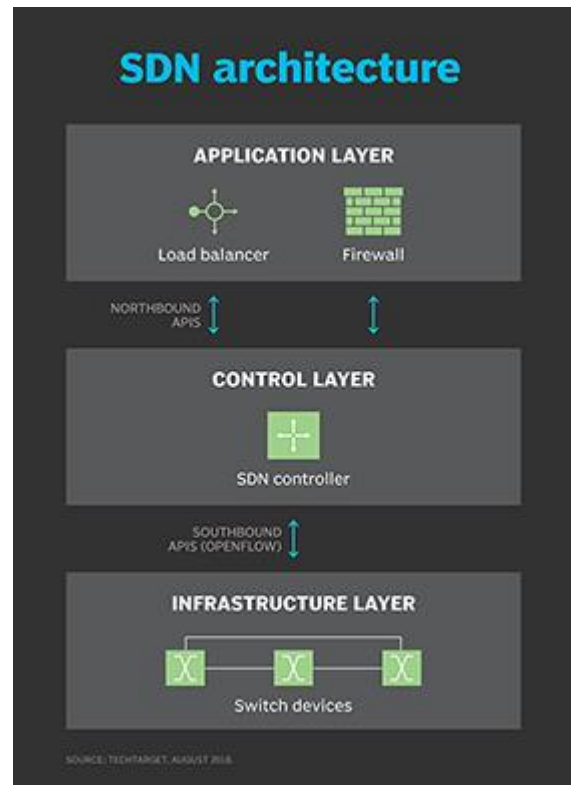 SDN architecture
APPLICATION LAYER
Load balancer
Firewall
NORTHBOUND
APIS
CONTROL LAYER
SDN controller
SOUTHBOUND
APIS (OPENFLOW)
INFRASTRUCTURE LAYER
Switch devices
SOURCE: TECHTARGET, AUGUST